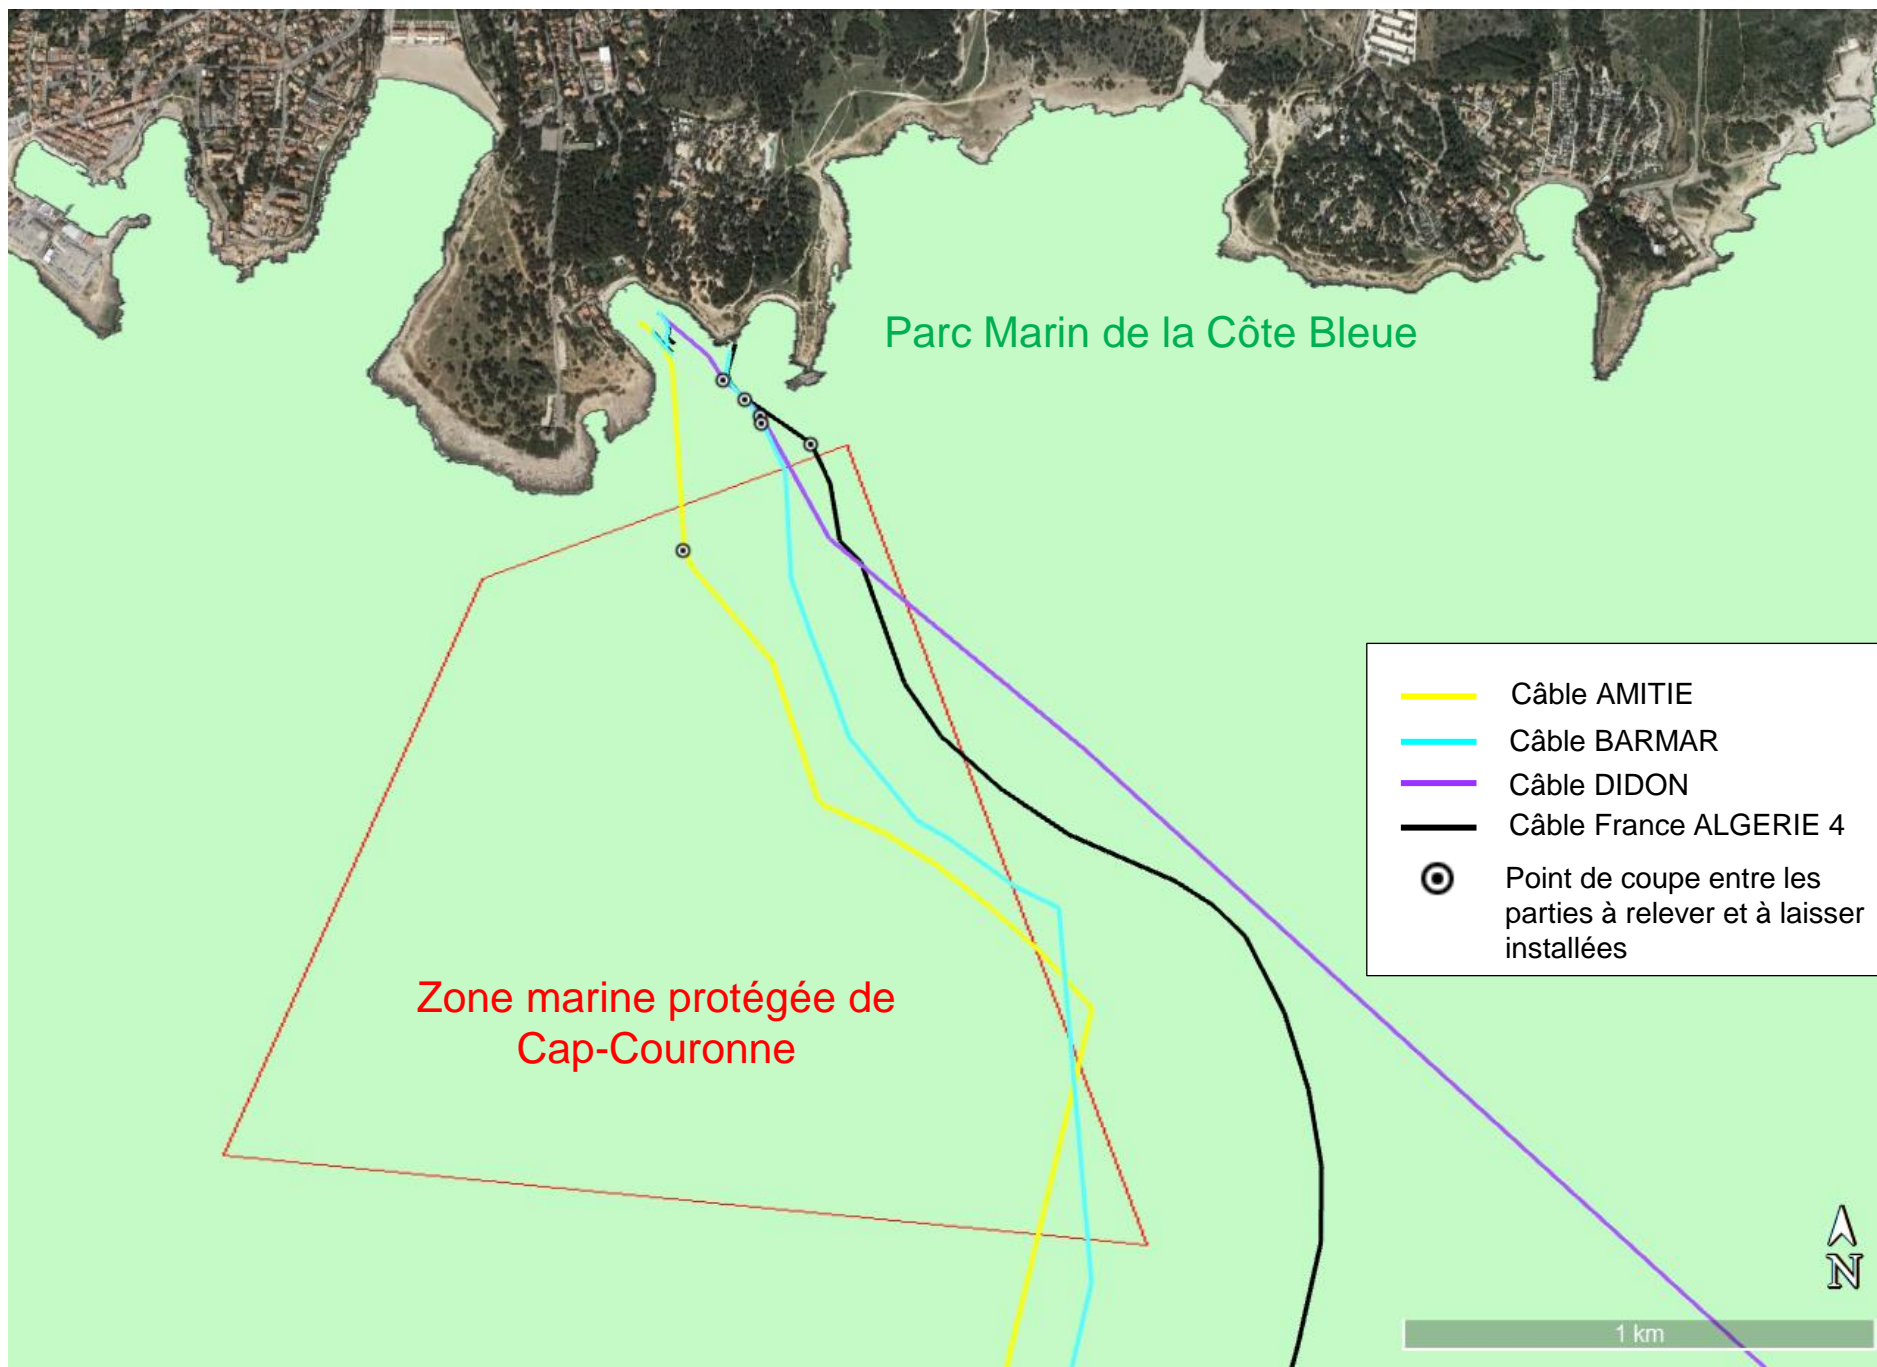 Parc Marin de la Côte Bleue
Câble AMITIE
Câble BARMAR
Câble DIDON
Câble France ALGERIE 4
Point de coupe entre les
parties à relever et à laisser
installées
Zone marine protégée de
Cap-Couronne
N
1 km